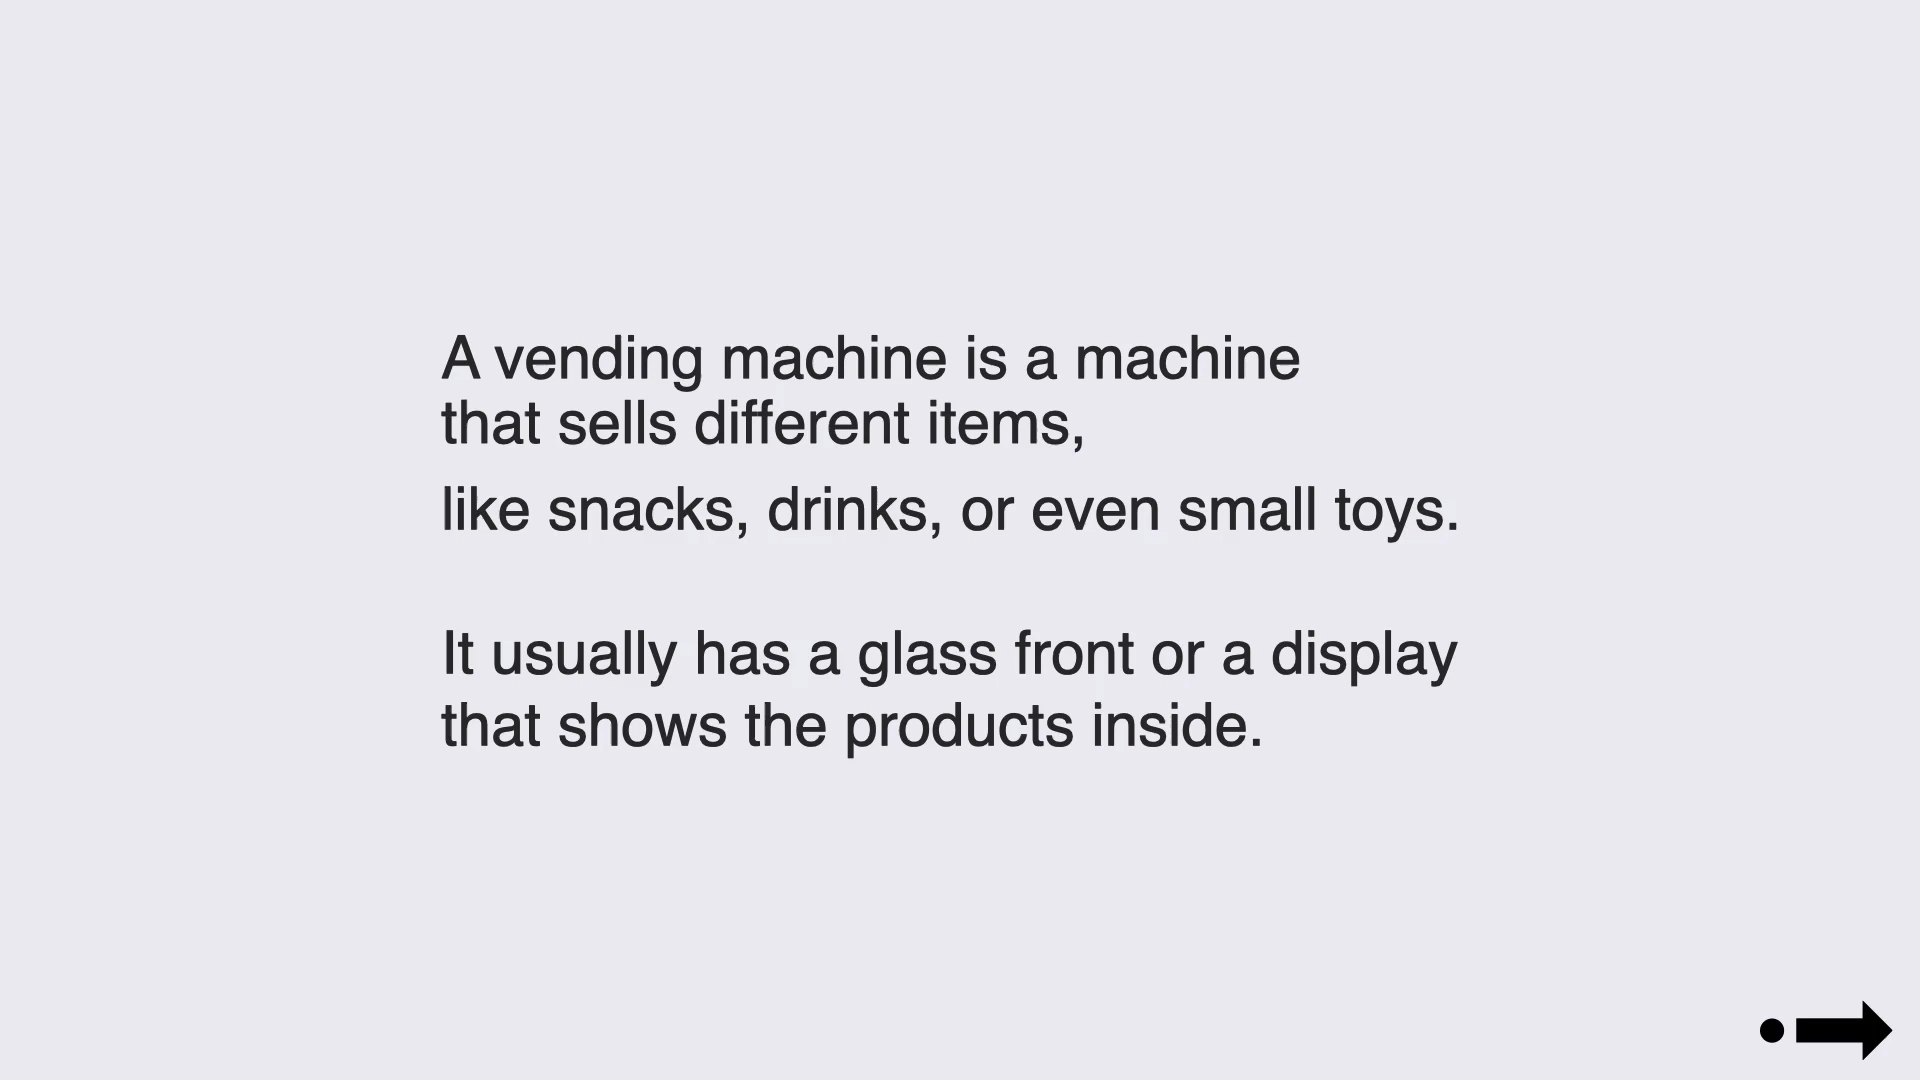 A vending machine is a machine
that sells different items,
like snacks, drinks, or even small toys.
It usually has a glass front or a display
that shows the products inside.